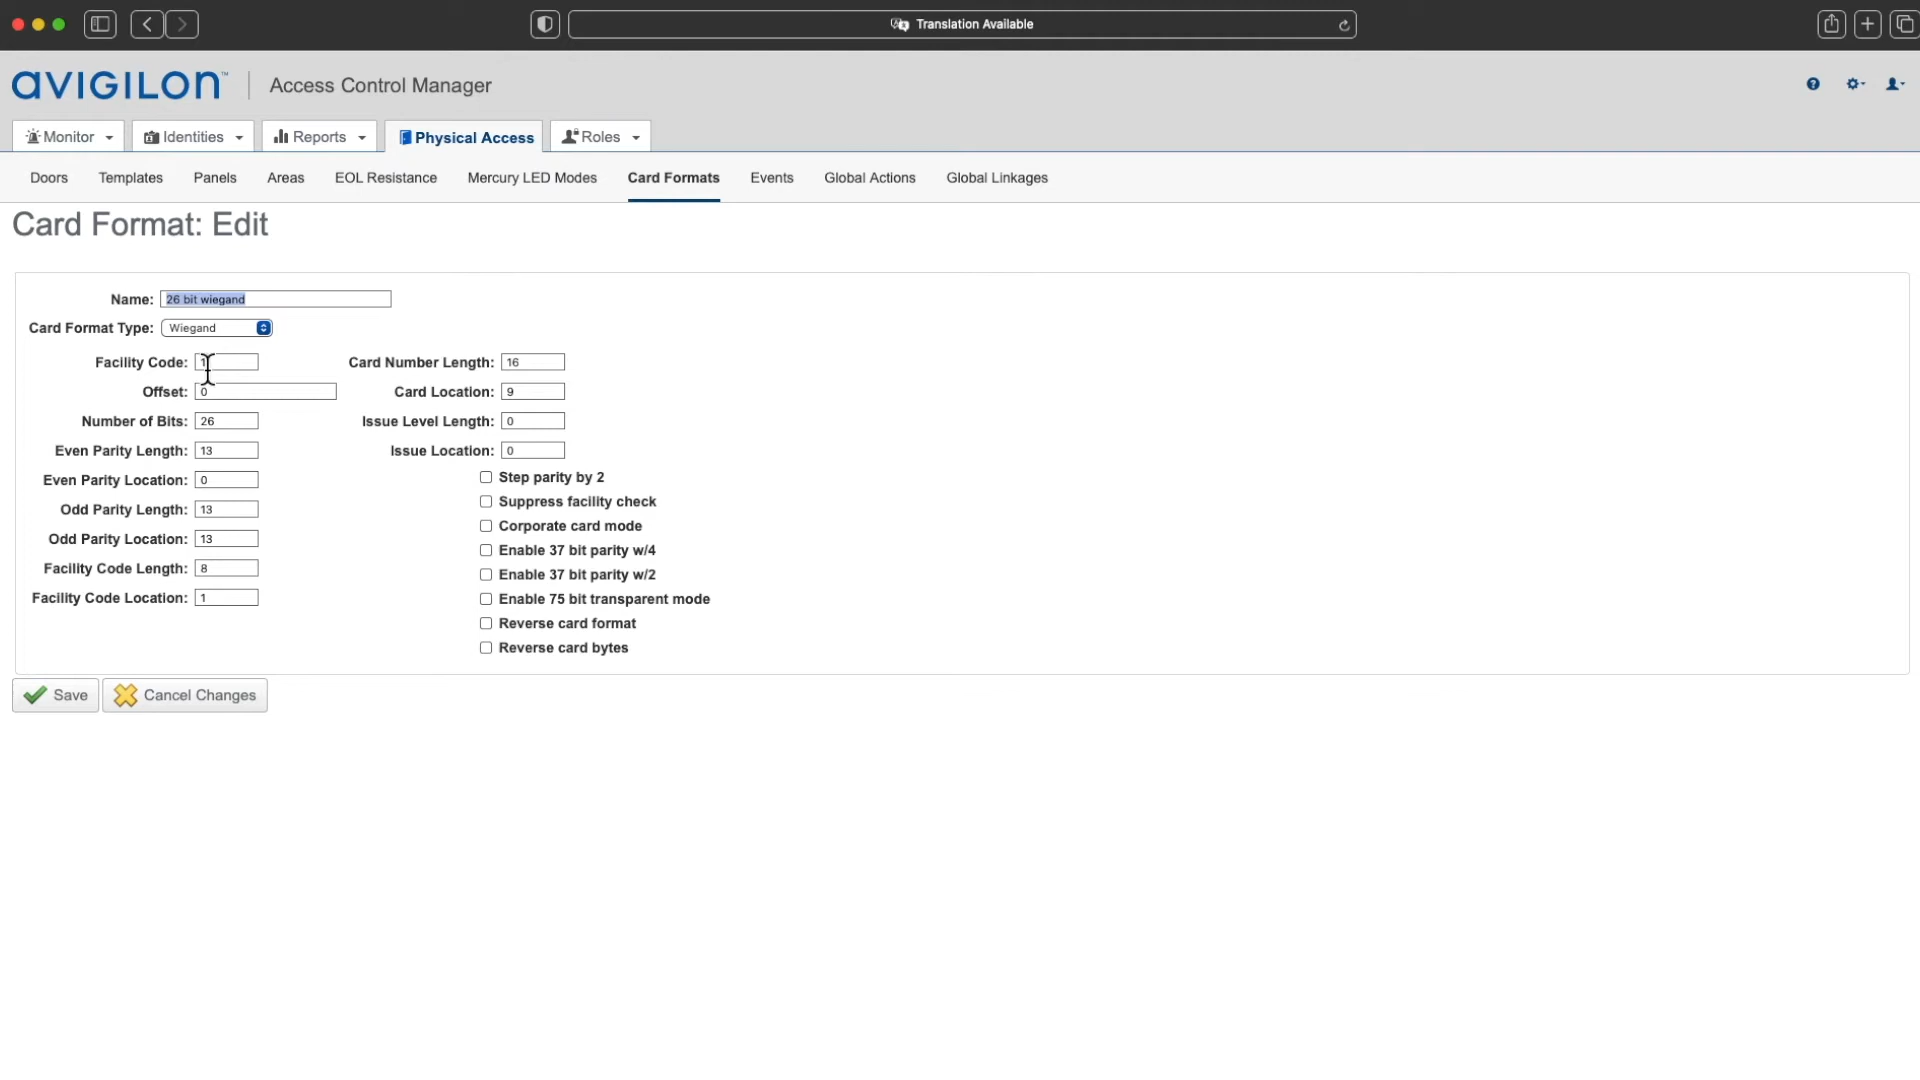 Translation Available
avigilon™ Access Control Manager
Monitor Identities Reports Physical Access Roles
Doors Templates Panels Areas EOL Resistance Mercury LED Modes Card Formats Events Global Actions Global Linkages
Card Format: Edit
Name: 26 bit wiegand
Card Format Type: Wiegand
Facility Code: 1 Card Number Length: 16
Offset: 0 Card Location: 9
Number of Bits: 26 Issue Level Length: 0
Even Parity Length: 13 Issue Location: 0
Even Parity Location: 0 Step parity by 2
Suppress facility check
Odd Parity Length: 13 Corporate card mode
Odd Parity Location: 13 Enable 37 bit parity w/4
Facility Code Length: 8 Enable 37 bit parity w/2
Facility Code Location: 1 Enable 75 bit transparent mode
Reverse card format
Reverse card bytes
Save Cancel Changes